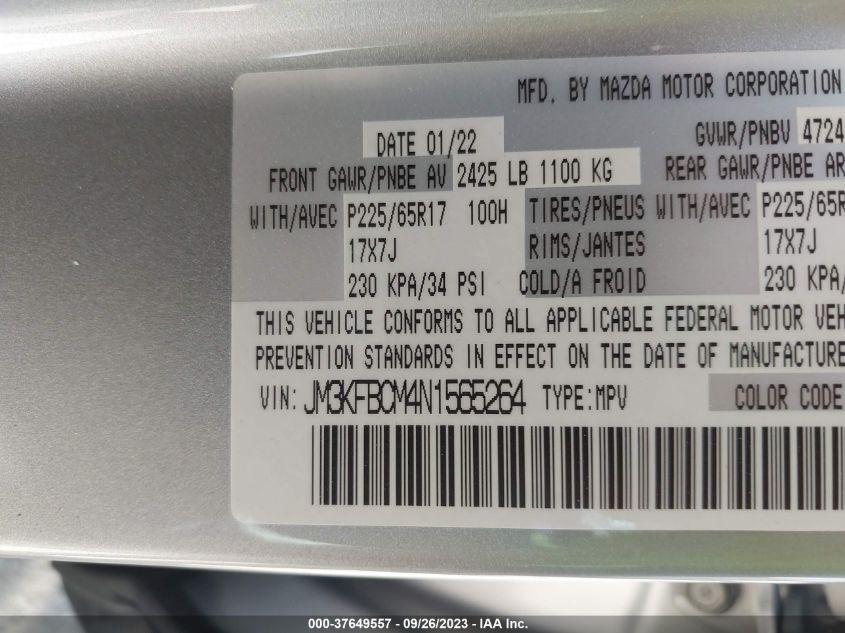 MFD. BY MAZDA MOTOR CORPORATION
DATE 01/22
GVWR/PNBV 4724
FRONT GAWR/PNBE AV 2425 LB 1100 KG
REAR GAWR/PNBE AR
WITH/AVEC P225/65R17 100H TIRES/PNEUS WITH/AVEC P225/65R
17X7J RIMS/JANTES 17X7J
230 KPA/34 PSI COLD/A FROID 230 KPA/
THIS VEHICLE CONFORMS TO ALL APPLICABLE FEDERAL MOTOR VEH
PREVENTION STANDARDS IN EFFECT ON THE DATE OF MANUFACTURE
VIN: JM3KFBCM4N1565264 TYPE:MPV COLOR CODE
000-37649557 - 09/26/2023 - IAA Inc.